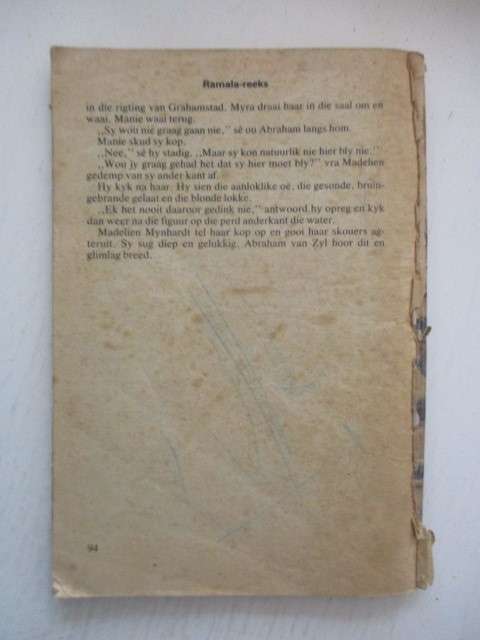 Ramala-reeks
in die rigting van Grahamstad. Myra draai haar in die saal om en
waai. Manie waai terug.
,,Sy wou nie graag gaan nie,” sê ou Abraham langs hom.
Manie skud sy kop.
,,Nee,” sê hy stadig. ,,Maar sy kon natuurlik nie hier bly nie.”
,,Wou jy graag gehad het dat sy hier moet bly?” vra Madelien
gedemp van sy ander kant af.
Hy kyk na haar. Hy sien die aanloklike oë, die gesonde, bruin-
gebrande gelaat en die blonde lokke.
,,Ek het nooit daaroor gedink nie,” antwoord hy opreg en kyk
dan weer na die figuur op die perd anderkant die water.
Madelien Mynhardt tel haar kop op en gooi haar skouers ag-
teruit. Sy sug diep en gelukkig. Abraham van Zyl hoor dit en
glimlag breed.
94